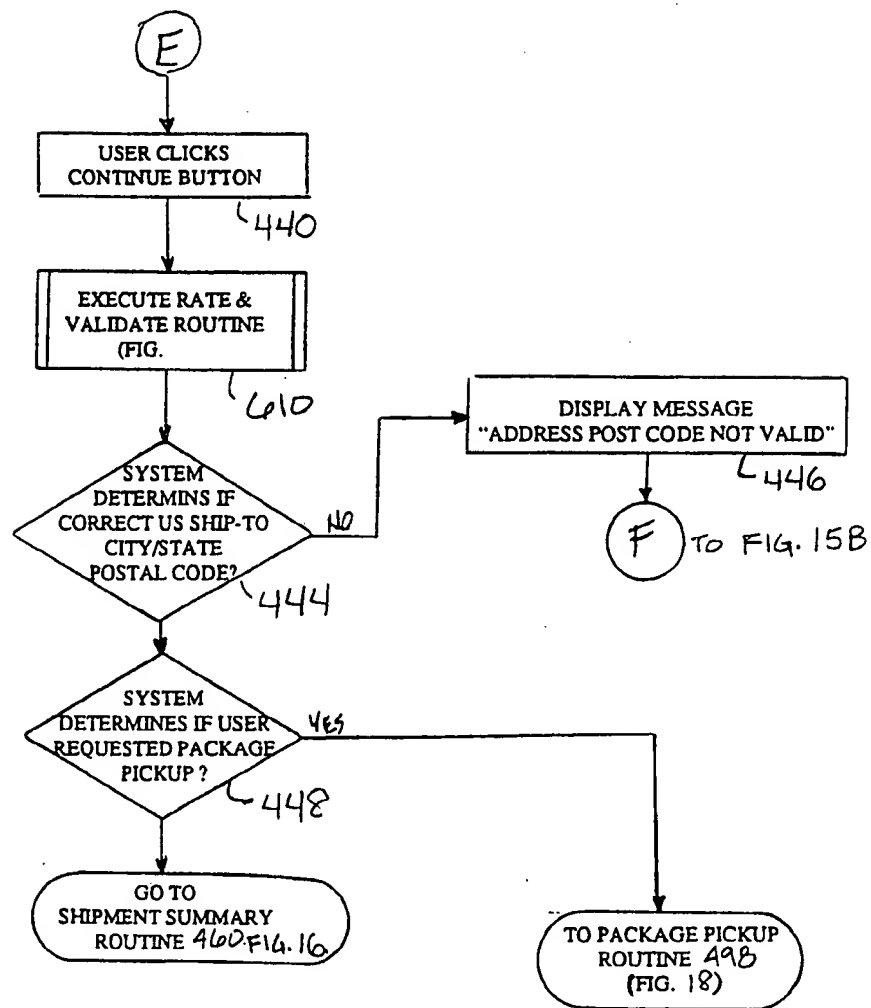 E
USER CLICKS
CONTINUE BUTTON
440
EXECUTE RATE &
VALIDATE ROUTINE
(FIG.
610
SYSTEM
DETERMINS IF
CORRECT US SHIP-TO
CITY/STATE
POSTAL CODE?
NO
444
DISPLAY MESSAGE
"ADDRESS POST CODE NOT VALID"
446
F TO FIG. 15B
SYSTEM
DETERMINES IF USER
REQUESTED PACKAGE
PICKUP ?
YES
448
GO TO
SHIPMENT SUMMARY
ROUTINE 460 FIG. 16
TO PACKAGE PICKUP
ROUTINE 498
(FIG. 18)